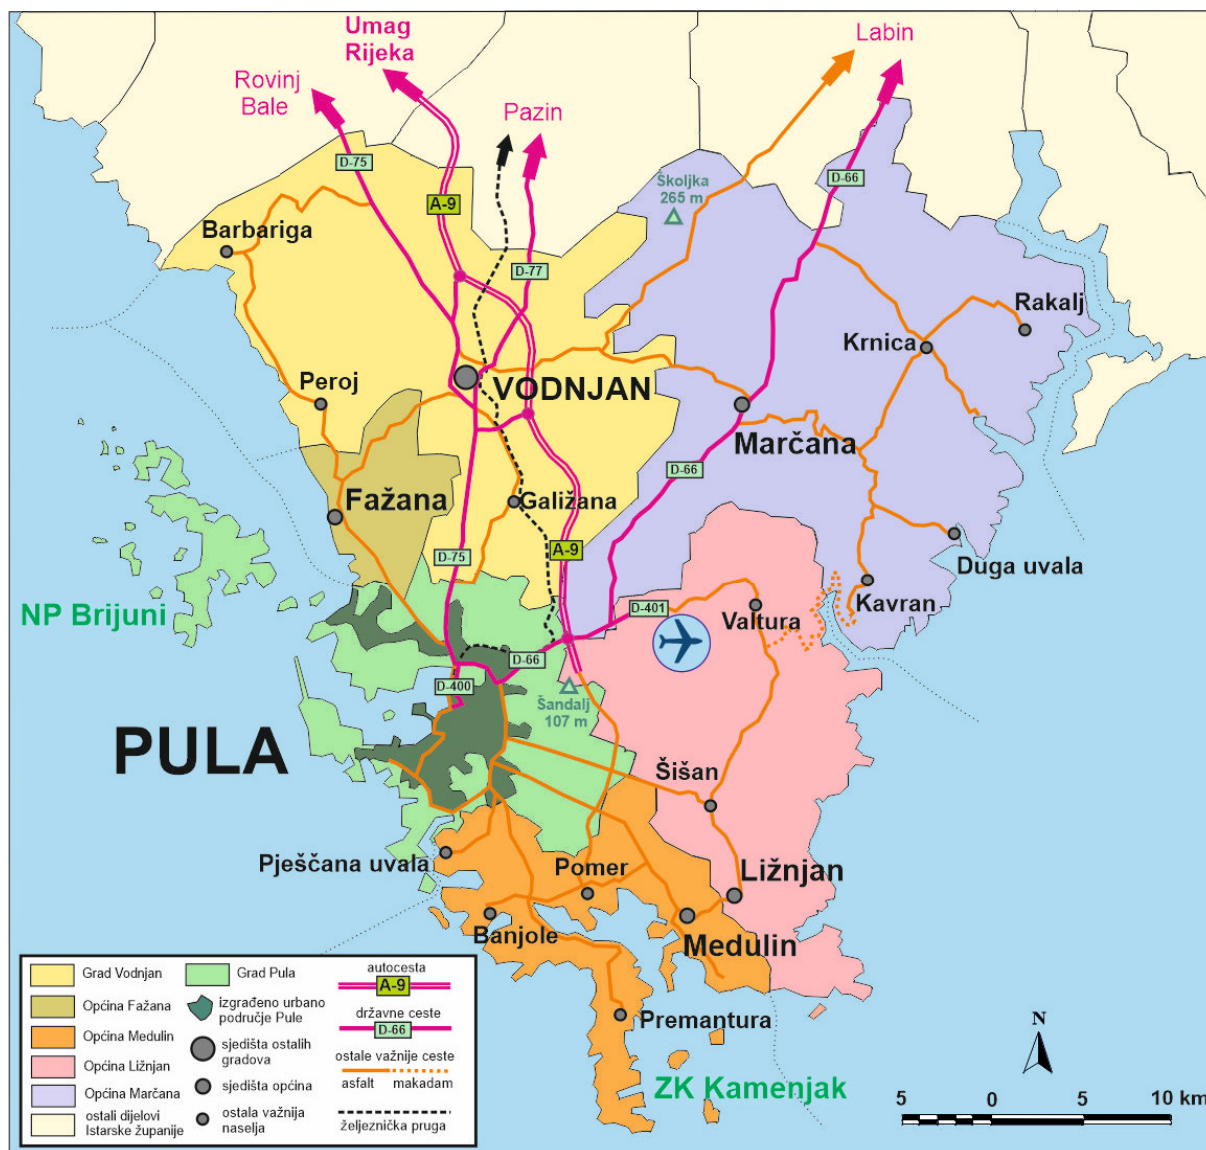 Umag
Rijeka
Labin
Rovinj
Bale
Pazin
D-75
D-66
Školjka
265 m
A-9
Barbariga
D-77
Rakalj
Krnica
Peroj
VODNJAN
Marčana
D-66
Fažana
Galižana
D-75
A-9
Duga uvala
NP Brijuni
Kavran
D-401
Valtura
D-66
D-400
Šandalj
107 m
PULA
Šišan
Pješčana uvala
Pomer
Ližnjan
Banjole
Medulin
Premantura
ZK Kamenjak
Grad Vodnjan
Općina Fažana
Općina Medulin
Općina Ližnjan
Općina Marčana
ostali dijelovi
Istarske županije
Grad Pula
izgrađeno urbano
područje Pule
sjedišta ostalih
gradova
sjedišta općina
ostala važnija
naselja
autocesta
A-9
državne ceste
D-66
ostale važnije ceste
asfalt makadam
željeznička pruga
N
5 0 5 10 km